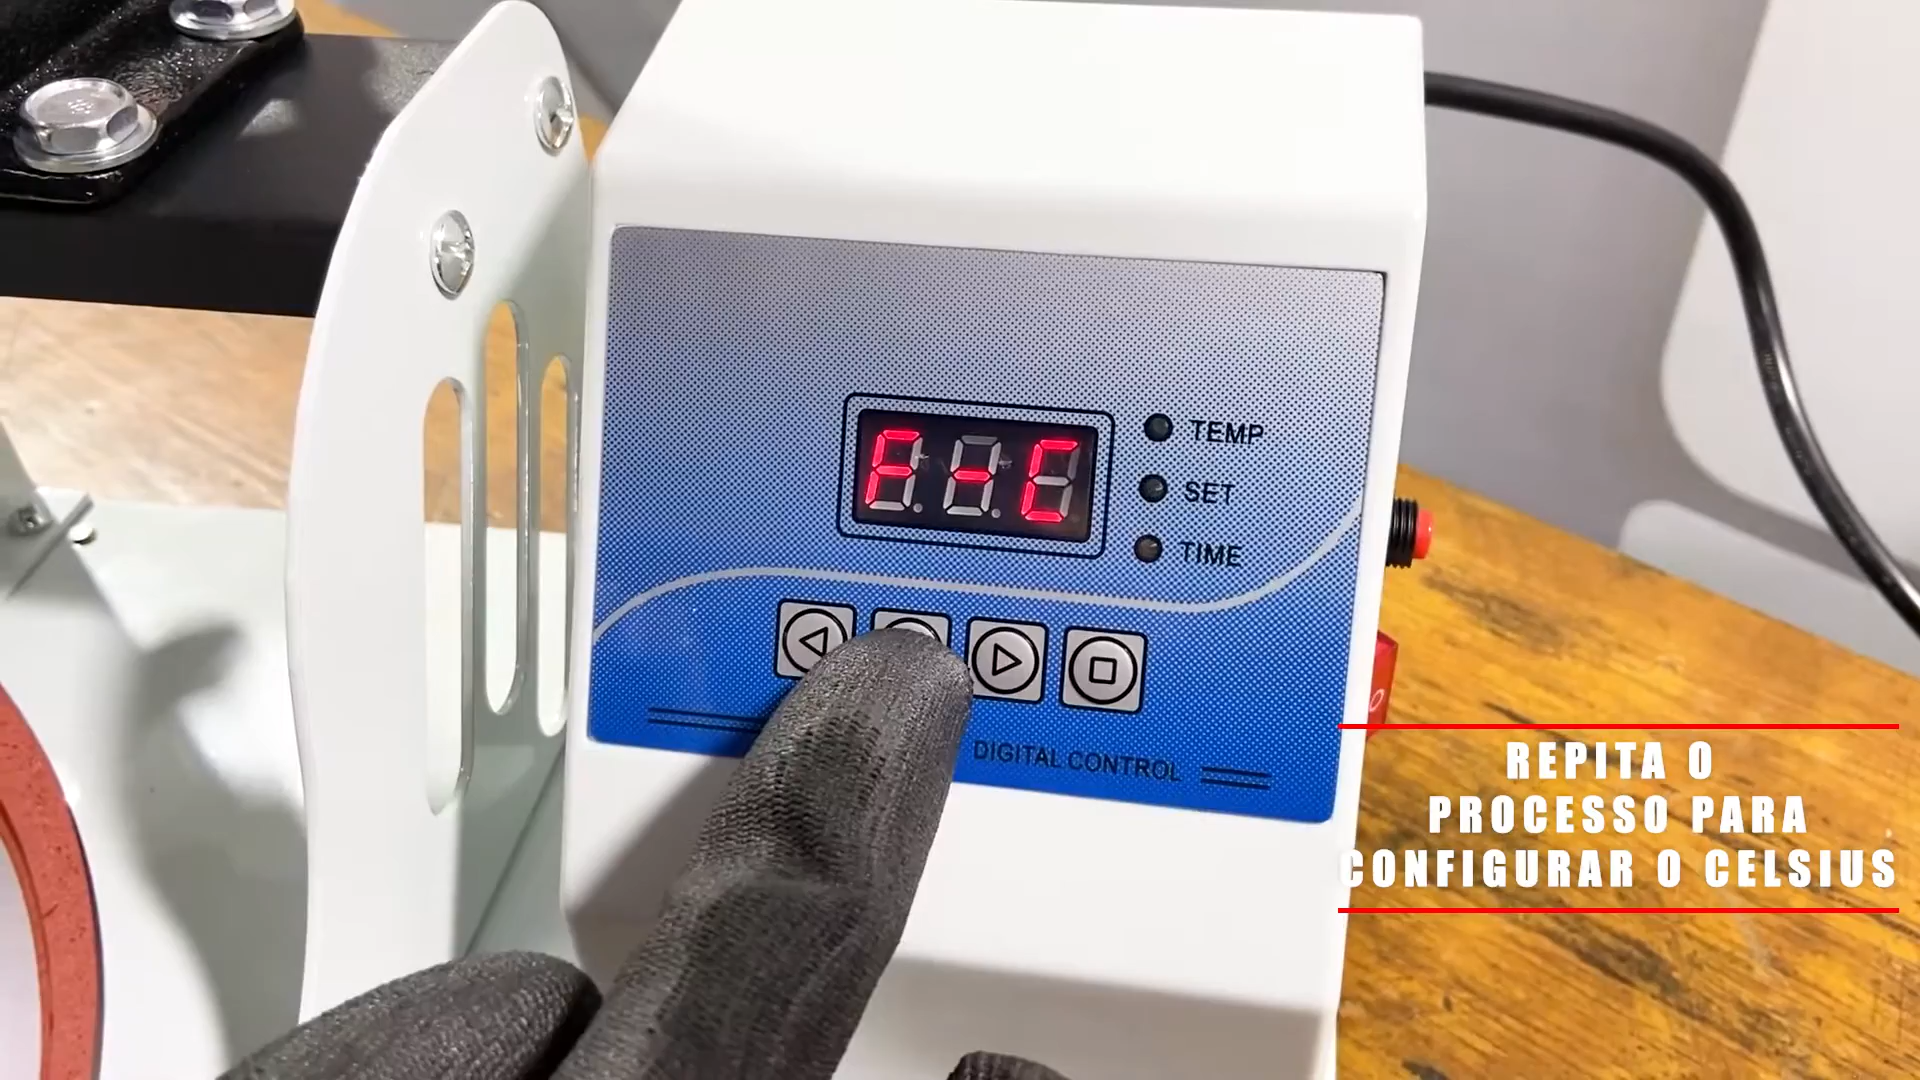 F-C
TEMP
SET
TIME
DIGITAL CONTROL
REPITA O
PROCESSO PARA
CONFIGURAR O CELSIUS